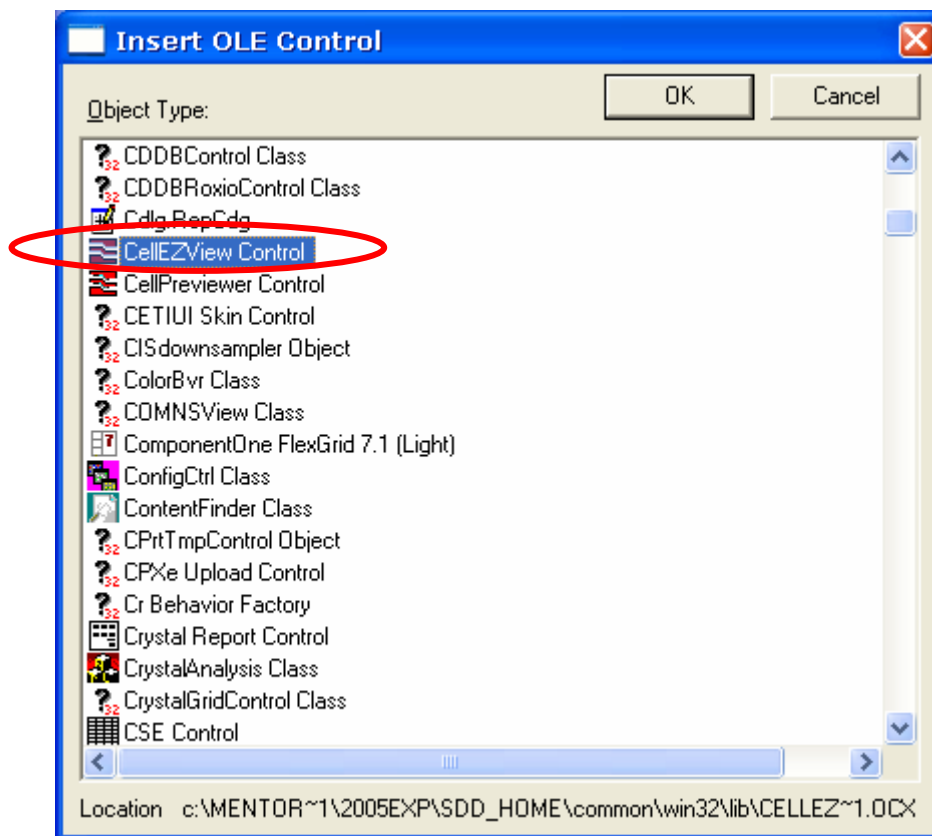 Insert OLE Control
OK Cancel
Object Type:
CDDBControl Class
CDDBRoxioControl Class
Cdlg.RepCdg
CellEZView Control
CellPreviewer Control
CETIUI Skin Control
CISdownsampler Object
ColorBvr Class
COMNSView Class
ComponentOne FlexGrid 7.1 (Light)
ConfigCtrl Class
ContentFinder Class
CPrtTmpControl Object
CPXe Upload Control
Cr Behavior Factory
Crystal Report Control
CrystalAnalysis Class
CrystalGridControl Class
CSE Control
Location c:\MENTOR~1\2005EXP\SDD_HOME\common\win32\lib\CELLEZ~1.OCX